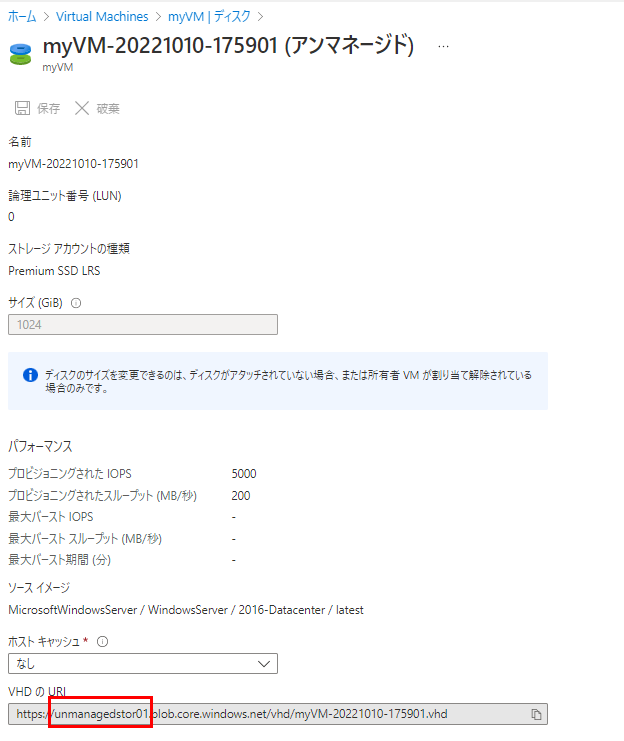 ホーム > Virtual Machines > myVM | ディスク >
myVM-20221010-175901 (アンマネージド) ...
myVM
保存 破棄
名前
myVM-20221010-175901
論理ユニット番号 (LUN)
0
ストレージ アカウントの種類
Premium SSD LRS
サイズ (GiB)
1024
ディスクのサイズを変更できるのは、ディスクがアタッチされていない場合、または所有者 VM が割り当て解除されている
場合のみです。
パフォーマンス
プロビジョニングされた IOPS 5000
プロビジョニングされたスループット (MB/秒) 200
最大バースト IOPS -
最大バースト スループット (MB/秒) -
最大バースト期間 (分) -
ソース イメージ
MicrosoftWindowsServer / WindowsServer / 2016-Datacenter / latest
ホスト キャッシュ *
なし
VHD の URI
https://unmanagedstor01.blob.core.windows.net/vhd/myVM-20221010-175901.vhd